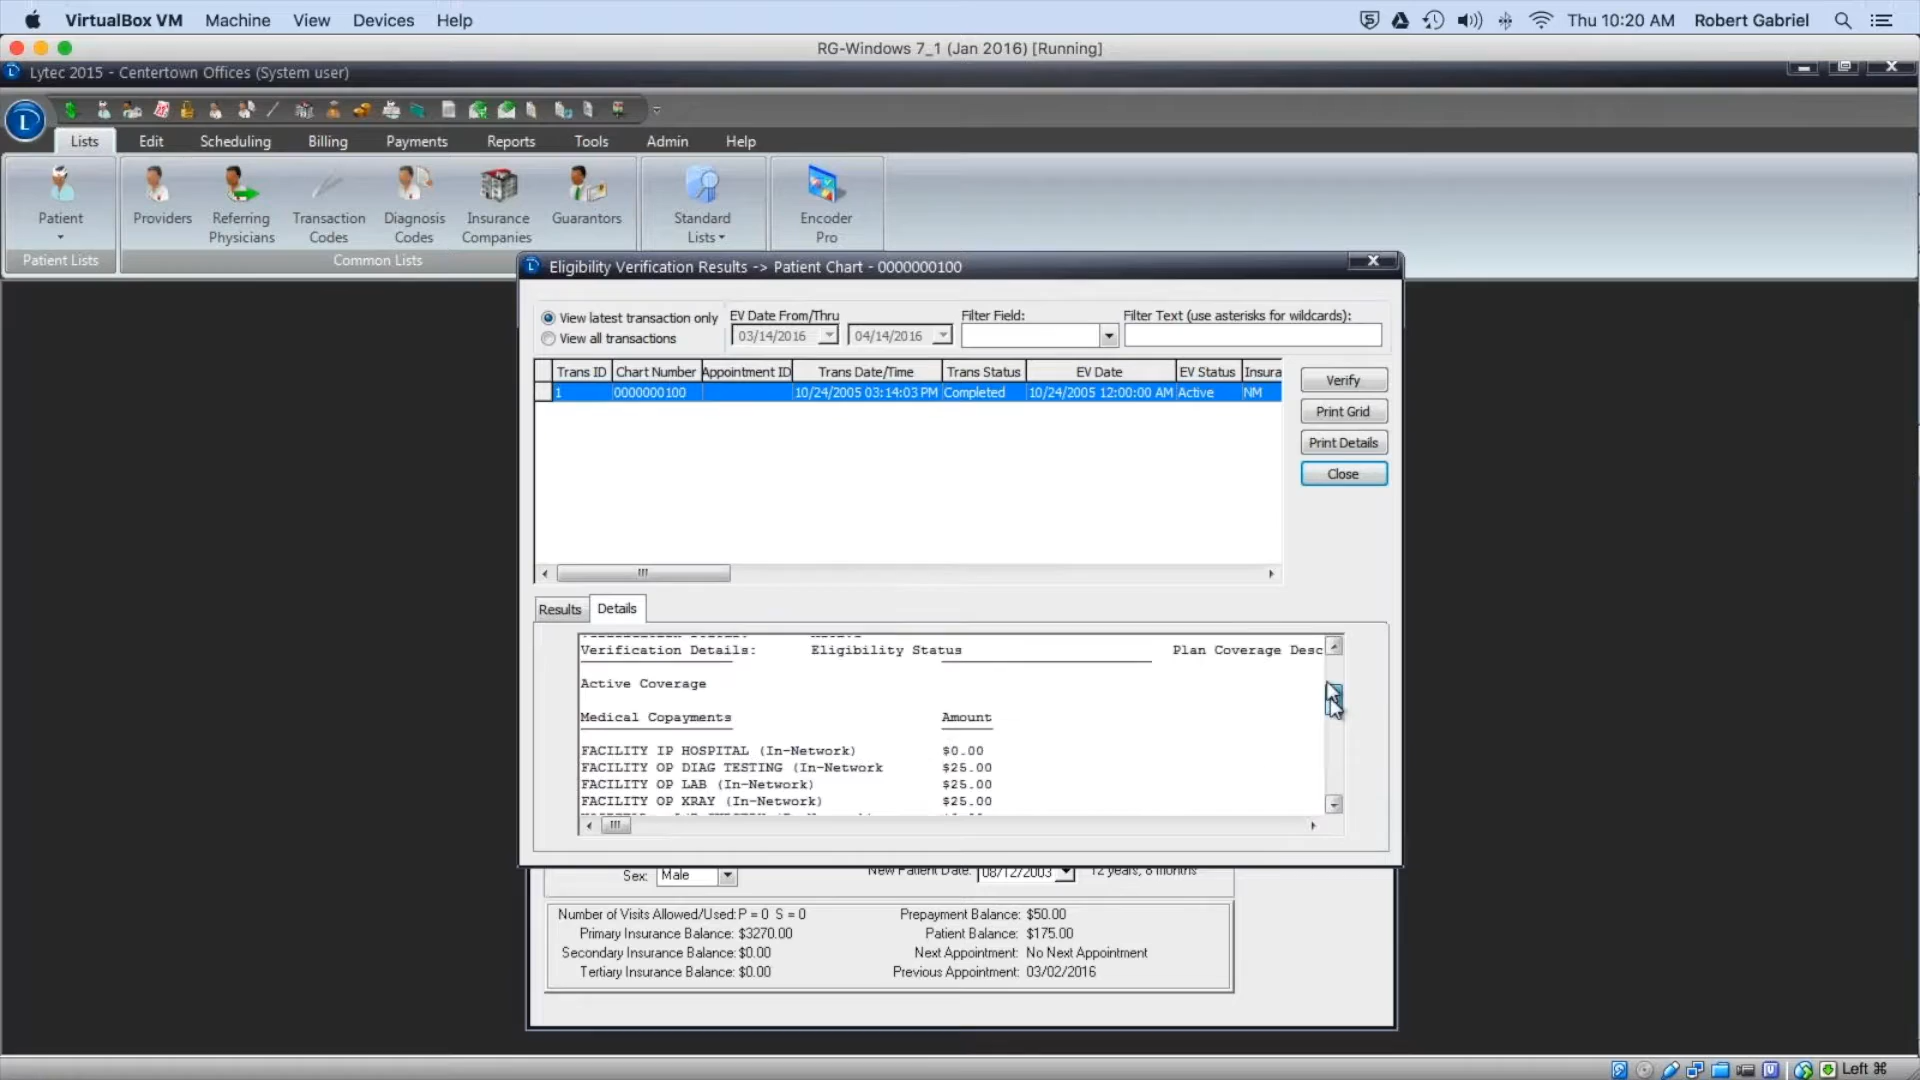 VirtualBox VM Machine View Devices Help Thu 10:20 AM Robert Gabriel
RG-Windows 7_1 (Jan 2016) [Running]
Lytec 2015 - Centertown Offices (System user)
Lists Edit Scheduling Billing Payments Reports Tools Admin Help
Patient Providers Referring Physicians Transaction Codes Diagnosis Codes Insurance Companies Guarantors Standard Lists Encoder Pro
Patient Lists Common Lists
Eligibility Verification Results -> Patient Chart - 0000000100
View latest transaction only EV Date From/Thru Filter Field: Filter Text (use asterisks for wildcards):
View all transactions 03/14/2016 04/14/2016
Trans ID Chart Number Appointment ID Trans Date/Time Trans Status EV Date EV Status Insura
1 0000000100 10/24/2005 03:14:03 PM Completed 10/24/2005 12:00:00 AM Active NM
Verify
Print Grid
Print Details
Close
Results Details
Verification Details: Eligibility Status Plan Coverage Desc
Active Coverage
Medical Copayments Amount
FACILITY IP HOSPITAL (In-Network) $0.00
FACILITY OP DIAG TESTING (In-Network $25.00
FACILITY OP LAB (In-Network) $25.00
FACILITY OP XRAY (In-Network) $25.00
Sex: Male New Patient Date: 08/12/2003 12 years, 8 months
Number of Visits Allowed/Used: P = 0 S = 0 Prepayment Balance: $50.00
Primary Insurance Balance: $3270.00 Patient Balance: $175.00
Secondary Insurance Balance: $0.00 Next Appointment: No Next Appointment
Tertiary Insurance Balance: $0.00 Previous Appointment: 03/02/2016
Left ⌘